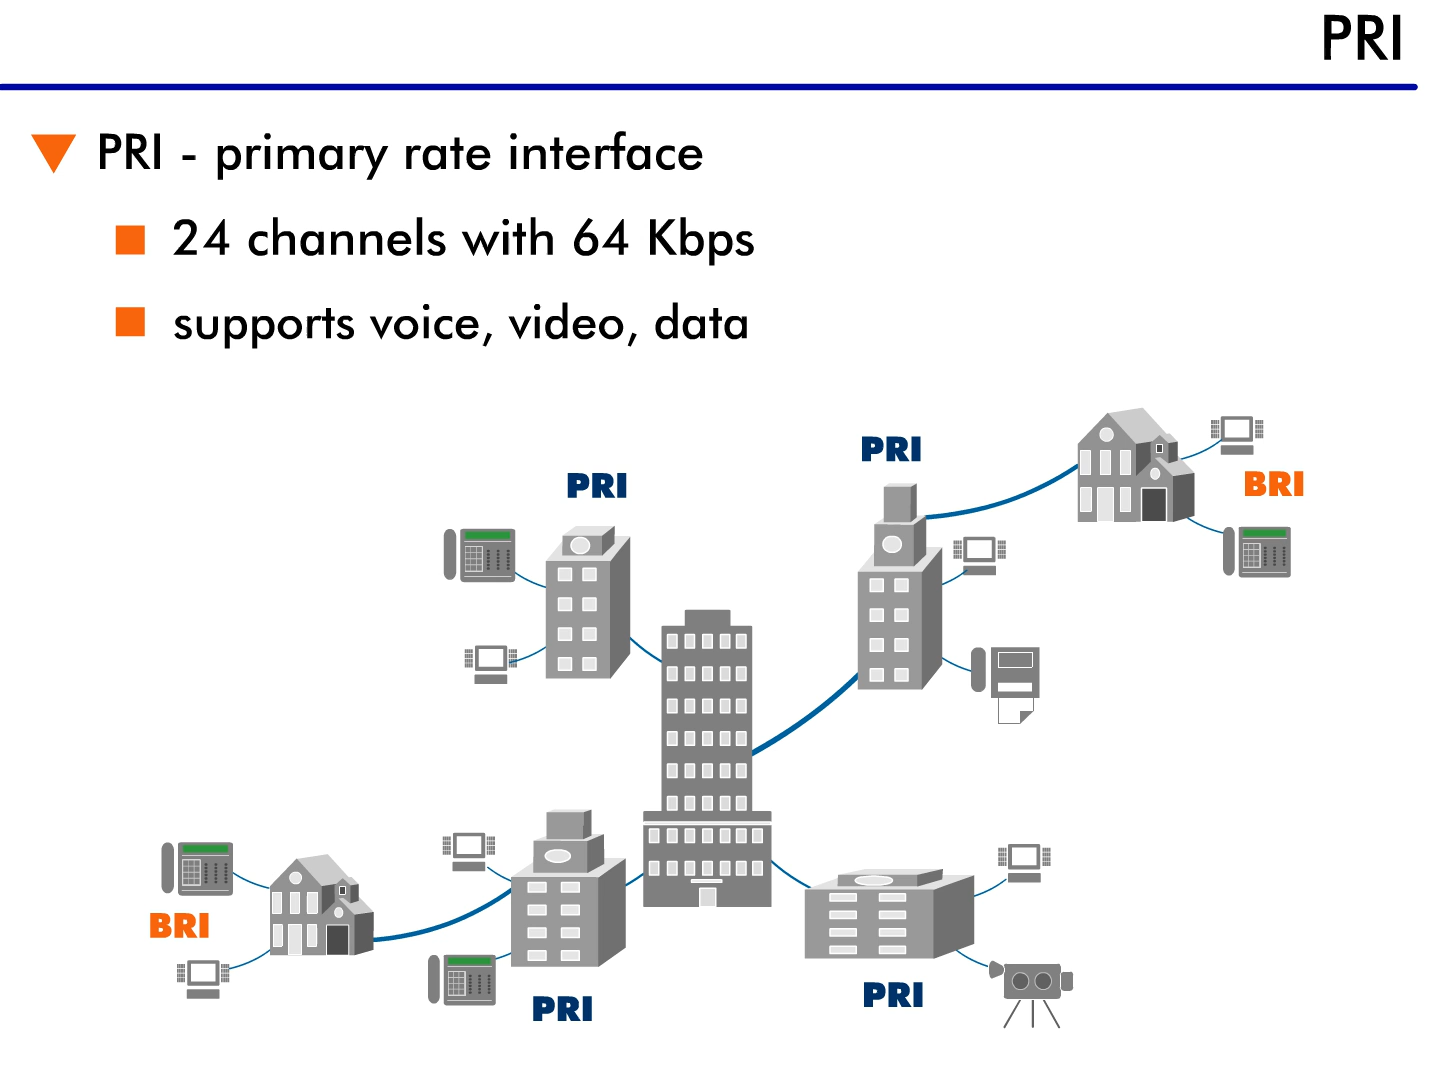 PRI
PRI - primary rate interface
24 channels with 64 Kbps
supports voice, video, data
PRI
PRI
BRI
BRI
PRI
PRI